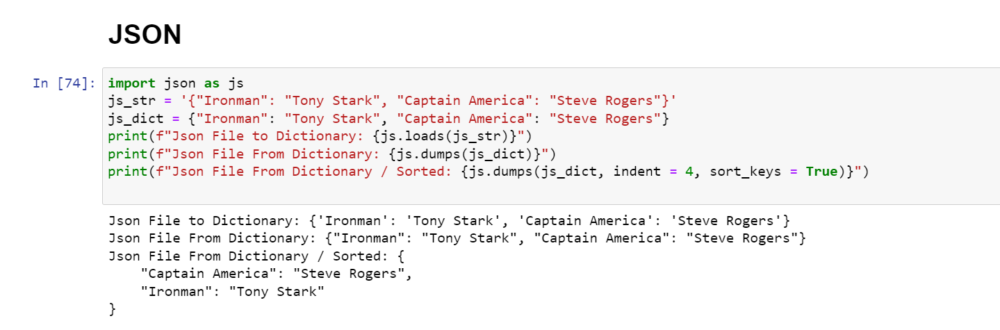 JSON
In [74]:
import json as js
js_str = '{"Ironman": "Tony Stark", "Captain America": "Steve Rogers"}'
js_dict = {"Ironman": "Tony Stark", "Captain America": "Steve Rogers"}
print(f"Json File to Dictionary: {js.loads(js_str)}")
print(f"Json File From Dictionary: {js.dumps(js_dict)}")
print(f"Json File From Dictionary / Sorted: {js.dumps(js_dict, indent = 4, sort_keys = True)}")
Json File to Dictionary: {'Ironman': 'Tony Stark', 'Captain America': 'Steve Rogers'}
Json File From Dictionary: {"Ironman": "Tony Stark", "Captain America": "Steve Rogers"}
Json File From Dictionary / Sorted: {
    "Captain America": "Steve Rogers",
    "Ironman": "Tony Stark"
}